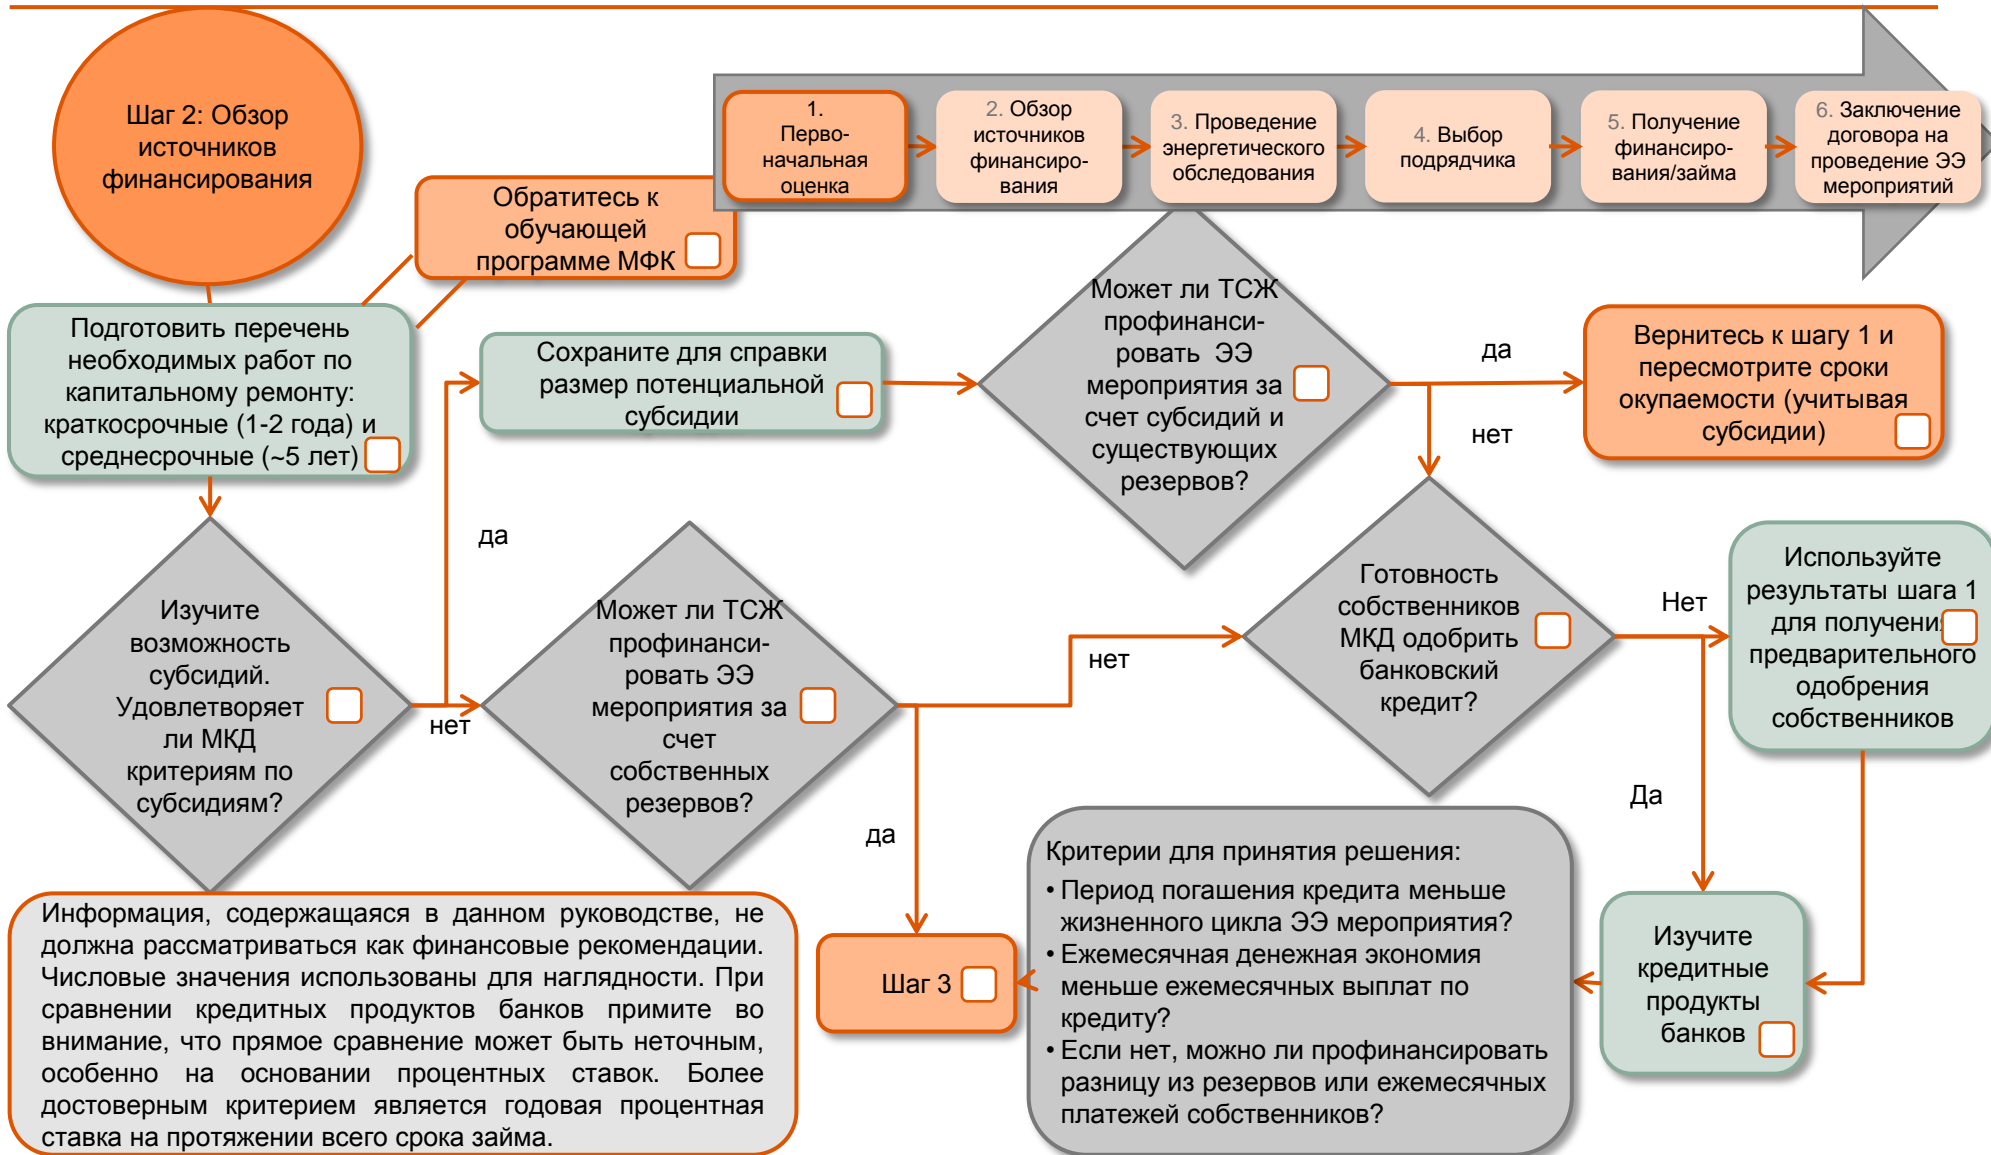 Шаг 2: Обзор
источников
финансирования
1.
Перво-
начальная
оценка
2. Обзор
источников
финансиро-
вания
3. Проведение
энергетического
обследования
4. Выбор
подрядчика
5. Получение
финансиро-
вания/займа
6. Заключение
договора на
проведение ЭЭ
мероприятий
Обратитесь к
обучающей
программе МФК
Подготовить перечень
необходимых работ по
капитальному ремонту:
краткосрочные (1-2 года) и
среднесрочные (~5 лет)
Сохраните для справки
размер потенциальной
субсидии
Может ли ТСЖ
профинанси-
ровать ЭЭ
мероприятия за
счет субсидий и
существующих
резервов?
да
нет
Вернитесь к шагу 1 и
пересмотрите сроки
окупаемости (учитывая
субсидии)
Изучите
возможность
субсидий.
Удовлетворяет
ли МКД
критериям по
субсидиям?
да
нет
Может ли ТСЖ
профинанси-
ровать ЭЭ
мероприятия за
счет
собственных
резервов?
нет
да
Готовность
собственников
МКД одобрить
банковский
кредит?
Нет
Да
Используйте
результаты шага 1
для получения
предварительного
одобрения
собственников
Информация, содержащаяся в данном руководстве, не
должна рассматриваться как финансовые рекомендации.
Числовые значения использованы для наглядности. При
сравнении кредитных продуктов банков примите во
внимание, что прямое сравнение может быть неточным,
особенно на основании процентных ставок. Более
достоверным критерием является годовая процентная
ставка на протяжении всего срока займа.
Шаг 3
Критерии для принятия решения:
• Период погашения кредита меньше
жизненного цикла ЭЭ мероприятия?
• Ежемесячная денежная экономия
меньше ежемесячных выплат по
кредиту?
• Если нет, можно ли профинансировать
разницу из резервов или ежемесячных
платежей собственников?
Изучите
кредитные
продукты
банков